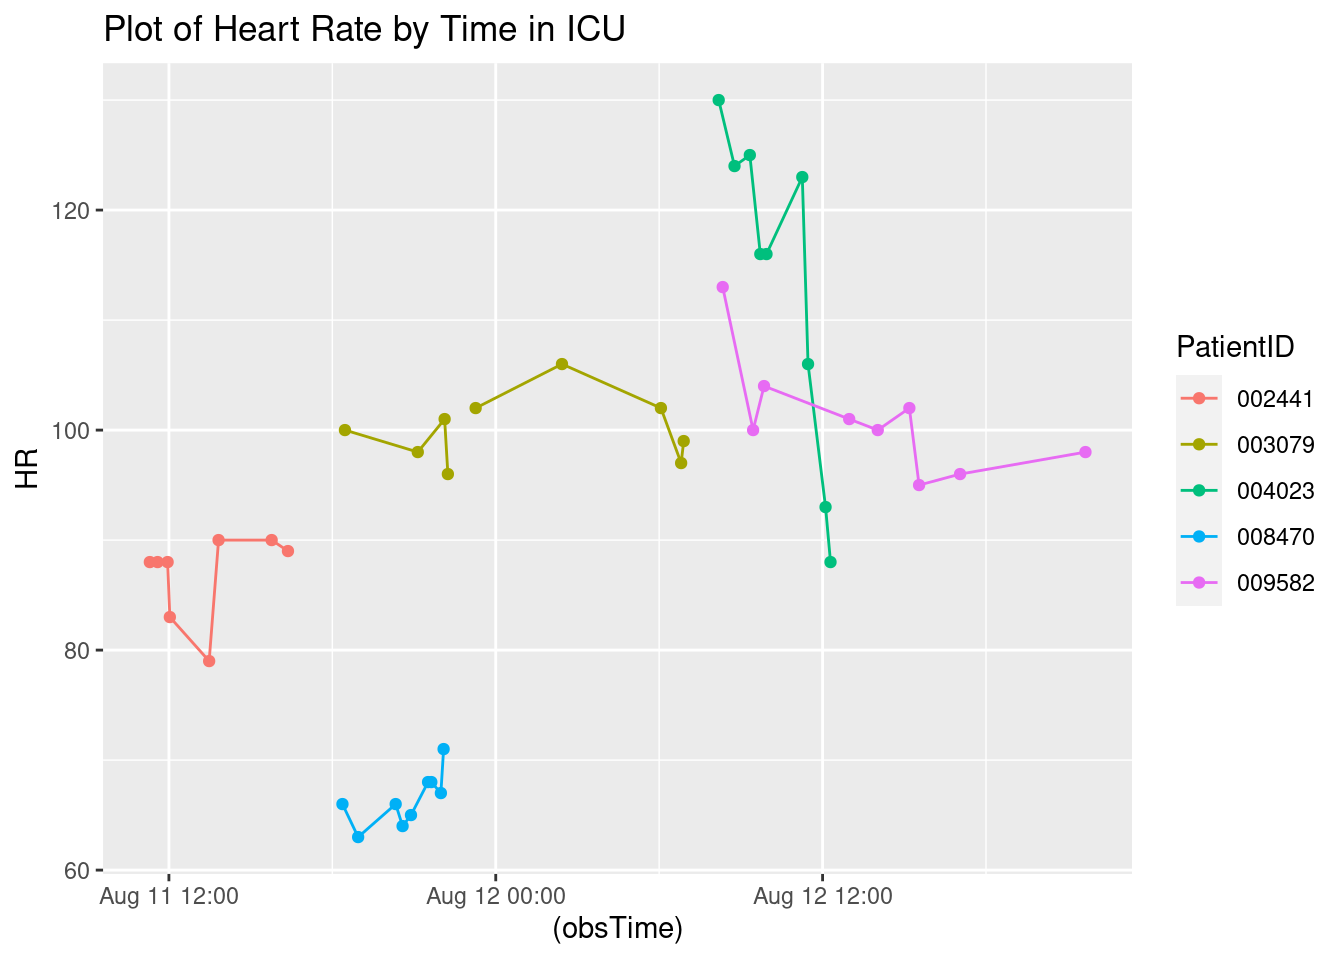 Plot of Heart Rate by Time in ICU
HR
120
100
80
60
Aug 11 12:00
Aug 12 00:00
Aug 12 12:00
(obsTime)
PatientID
002441
003079
004023
008470
009582